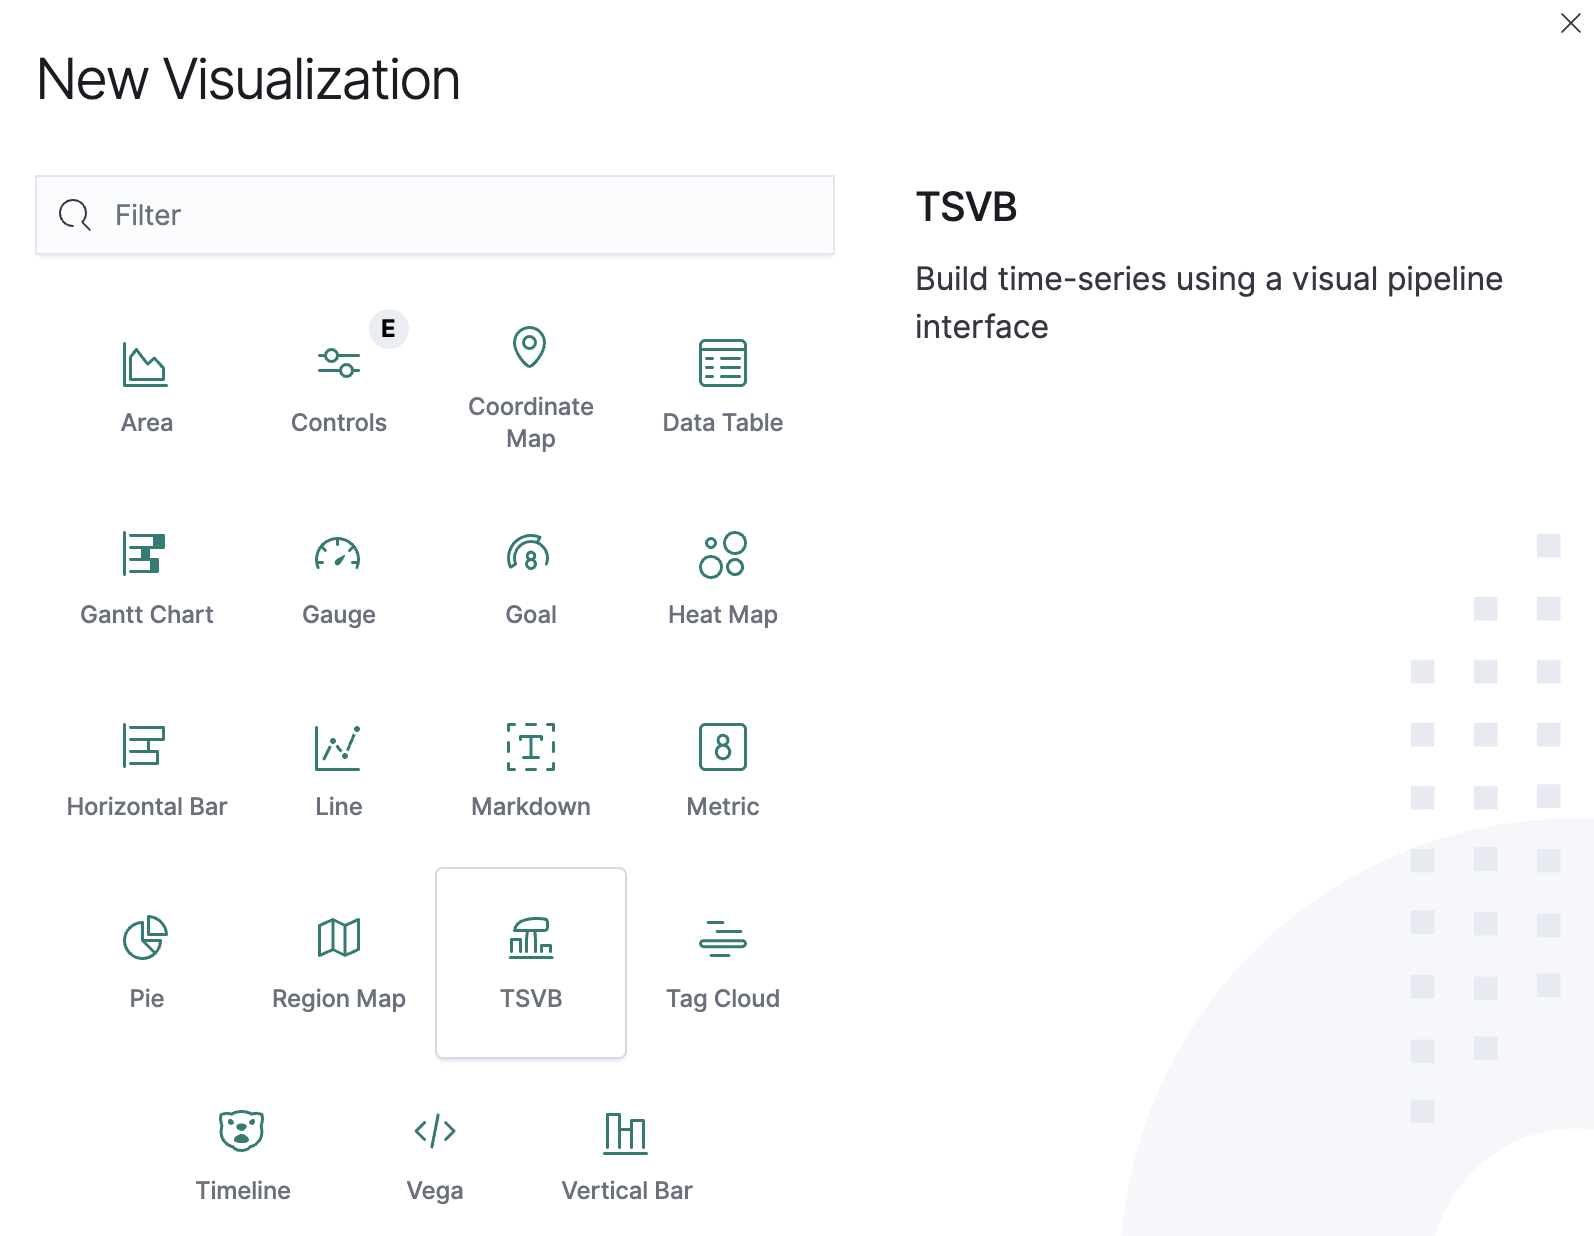 New Visualization
Filter
TSVB
Build time-series using a visual pipeline
interface
E
Area
Controls
Coordinate
Map
Data Table
Gantt Chart
Gauge
8
Goal
Heat Map
Horizontal Bar
Line
T
Markdown
8
Metric
Pie
Region Map
TSVB
Tag Cloud
Timeline
</>
Vega
Vertical Bar